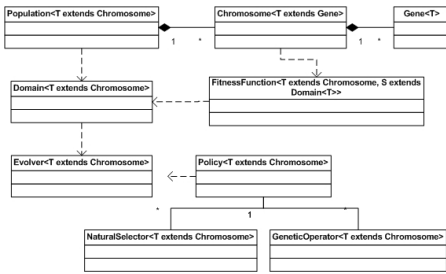 Population<T extends Chromosome>
Chromosome<T extends Gene>
Gene<T>
1
*
1
*
Domain<T extends Chromosome>
FitnessFunction<T extends Chromosome, S extends
Domain<T>>
Evolver<T extends Chromosome>
Policy<T extends Chromosome>
*
1
*
NaturalSelector<T extends Chromosome>
GeneticOperator<T extends Chromosome>